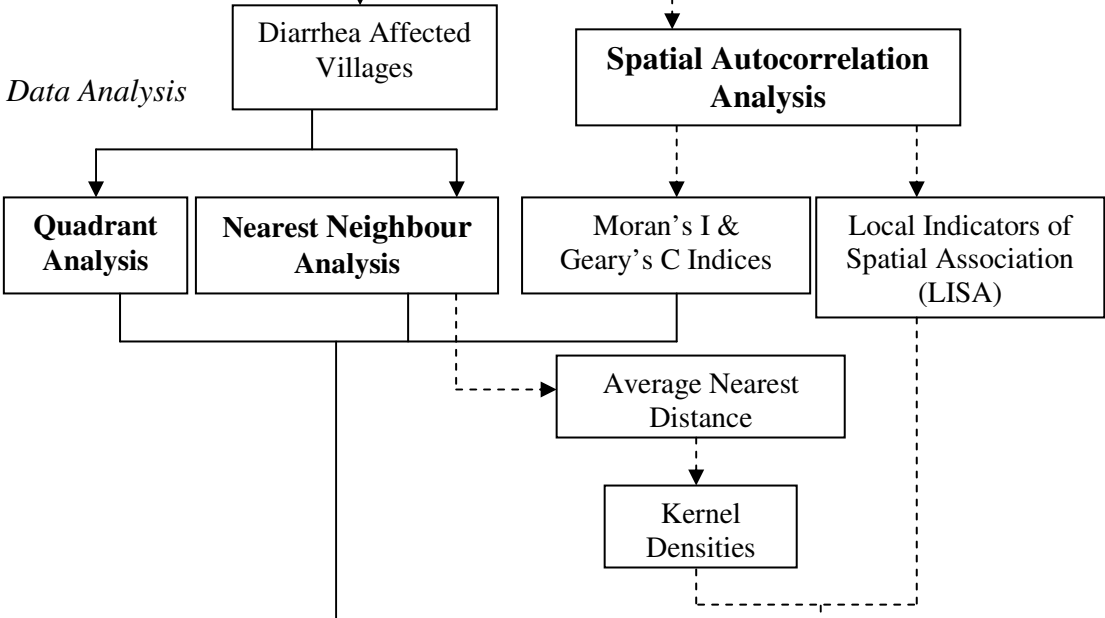 Diarrhea Affected
Villages
Data Analysis
Spatial Autocorrelation
Analysis
Quadrant
Analysis
Nearest Neighbour
Analysis
Moran's I &
Geary's C Indices
Local Indicators of
Spatial Association
(LISA)
Average Nearest
Distance
Kernel
Densities